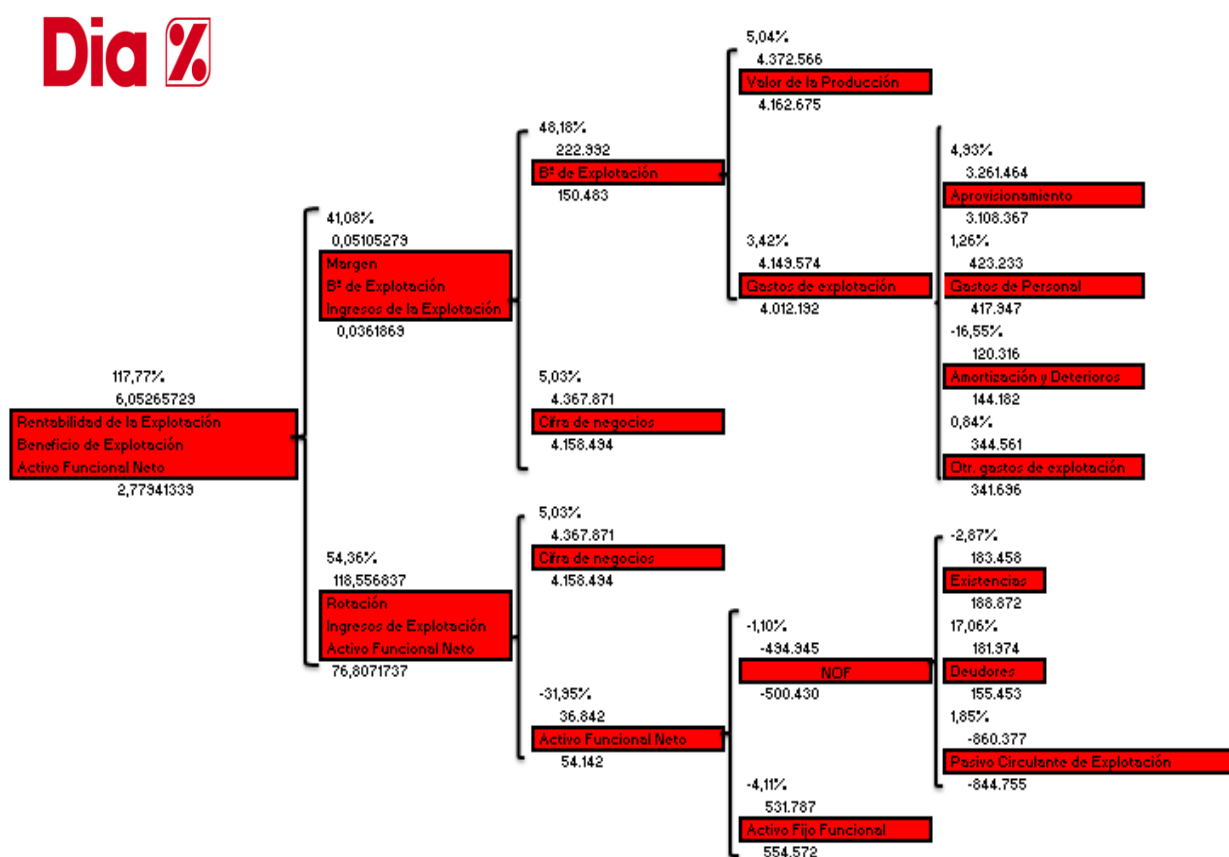 Dia %
5,04%
4.372.566
Valor de la Producción
4.162.675
48,18%
222.992
Bº de Explotación
150.483
4,93%
3.261.464
Aprovisionamiento
3.108.367
41,08%
0,05105279
Margen
Bº de Explotación
Ingresos de la Explotación
0,0361869
3,42%
4.149.574
Gastos de explotación
4.012.192
1,26%
423.233
Gastos de Personal
417.947
-16,55%
120.316
Amortización y Deterioros
144.182
117,77%
6,05265729
Rentabilidad de la Explotación
Beneficio de Explotación
Activo Funcional Neto
2,77941339
5,03%
4.367.871
Cifra de negocios
4.158.494
0,84%
344.561
Otr. gastos de explotación
341.696
5,03%
4.367.871
Cifra de negocios
4.158.494
54,36%
118,556837
Rotación
Ingresos de Explotación
Activo Funcional Neto
76,8071737
-2,87%
183.458
Existencias
188.872
-1,10%
-494.945
NOF
-500.430
17,06%
181.974
Deudores
155.453
-31,95%
36.842
Activo Funcional Neto
54.142
1,85%
-860.377
Pasivo Circulante de Explotación
-844.755
-4,11%
531.787
Activo Fijo Funcional
554.572